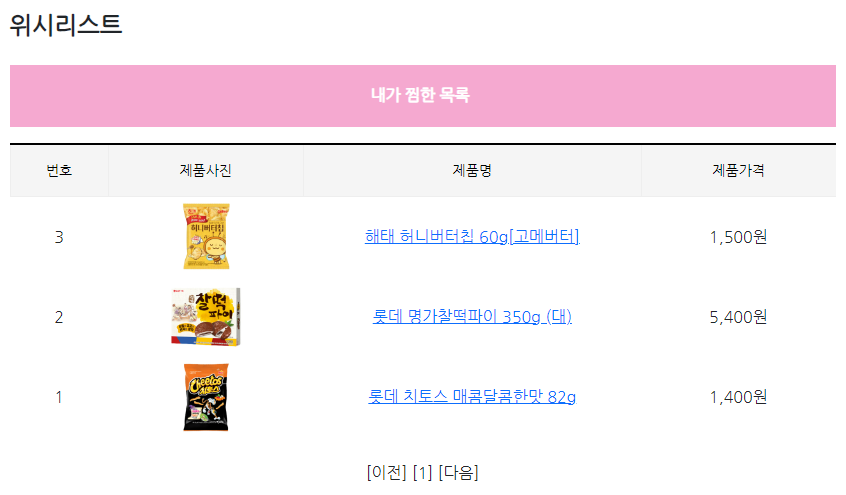 위시리스트
내가 찜한 목록
번호 제품사진 제품명 제품가격
허니버터칩
3 해태 허니버터칩 60g[고메버터] 1,500원
찰떡
파이
2 롯데 명가찰떡파이 350g (대) 5,400원
Cheetos
치토스
1 롯데 치토스 매콤달콤한맛 82g 1,400원
[이전] [1] [다음]